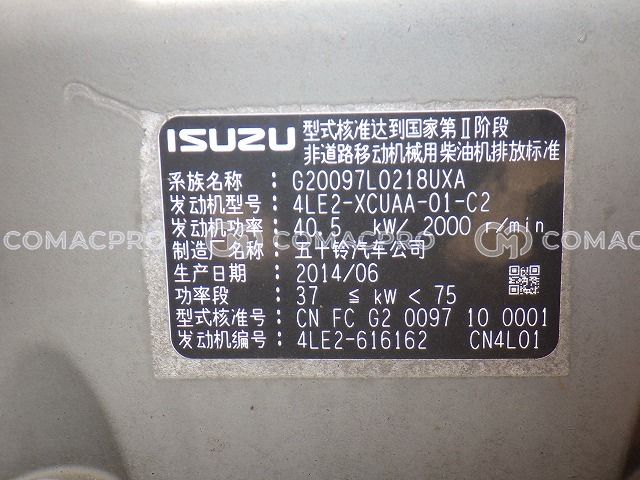 ISUZU 型式核准达到国家第Ⅱ阶段
非道路移动机械用柴油机排放标准
系族名称 : G20097L0218UXA
发动机型号: 4LE2-XCUAA-01-C2
发动机功率: 40.5 kW/ 2000 r/min
制造厂名称: 五十铃汽车公司
生产日期 : 2014/06
功率段 : 37 ≤ kW < 75
型式核准号: CN FC G2 0097 10 0001
发动机编号: 4LE2-616162 CN4L01
COMACPRO
COMACPRO